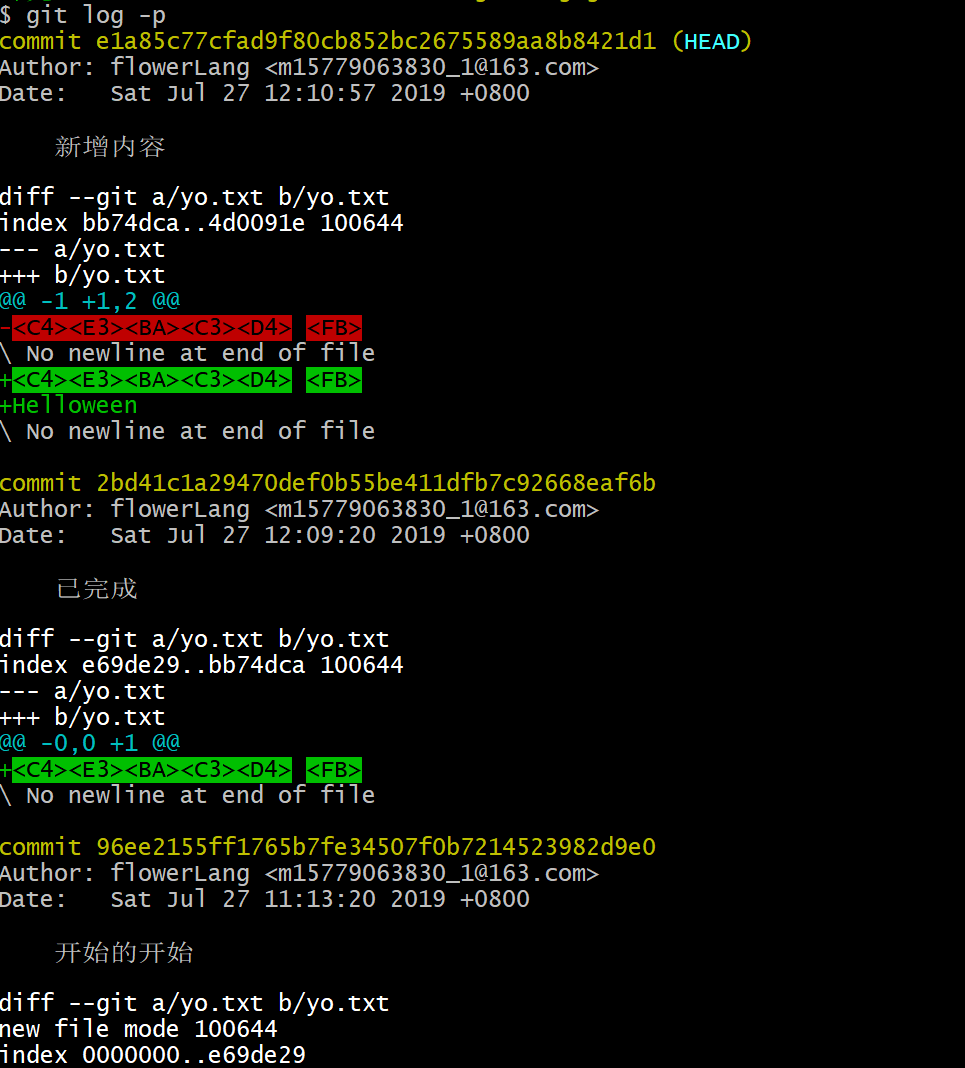 $ git log -p
commit e1a85c77cfad9f80cb852bc2675589aa8b8421d1 (HEAD)
Author: flowerLang <m15779063830_1@163.com>
Date:   Sat Jul 27 12:10:57 2019 +0800
新增内容
diff --git a/yo.txt b/yo.txt
index bb74dca..4d0091e 100644
--- a/yo.txt
+++ b/yo.txt
@@ -1 +1,2 @@
-<C4><E3><BA><C3><D4> <FB>
\ No newline at end of file
+<C4><E3><BA><C3><D4> <FB>
+Helloween
\ No newline at end of file
commit 2bd41c1a29470def0b55be411dfb7c92668eaf6b
Author: flowerLang <m15779063830_1@163.com>
Date:   Sat Jul 27 12:09:20 2019 +0800
已完成
diff --git a/yo.txt b/yo.txt
index e69de29..bb74dca 100644
--- a/yo.txt
+++ b/yo.txt
@@ -0,0 +1 @@
+<C4><E3><BA><C3><D4> <FB>
\ No newline at end of file
commit 96ee2155ff1765b7fe34507f0b7214523982d9e0
Author: flowerLang <m15779063830_1@163.com>
Date:   Sat Jul 27 11:13:20 2019 +0800
开始的开始
diff --git a/yo.txt b/yo.txt
new file mode 100644
index 0000000..e69de29